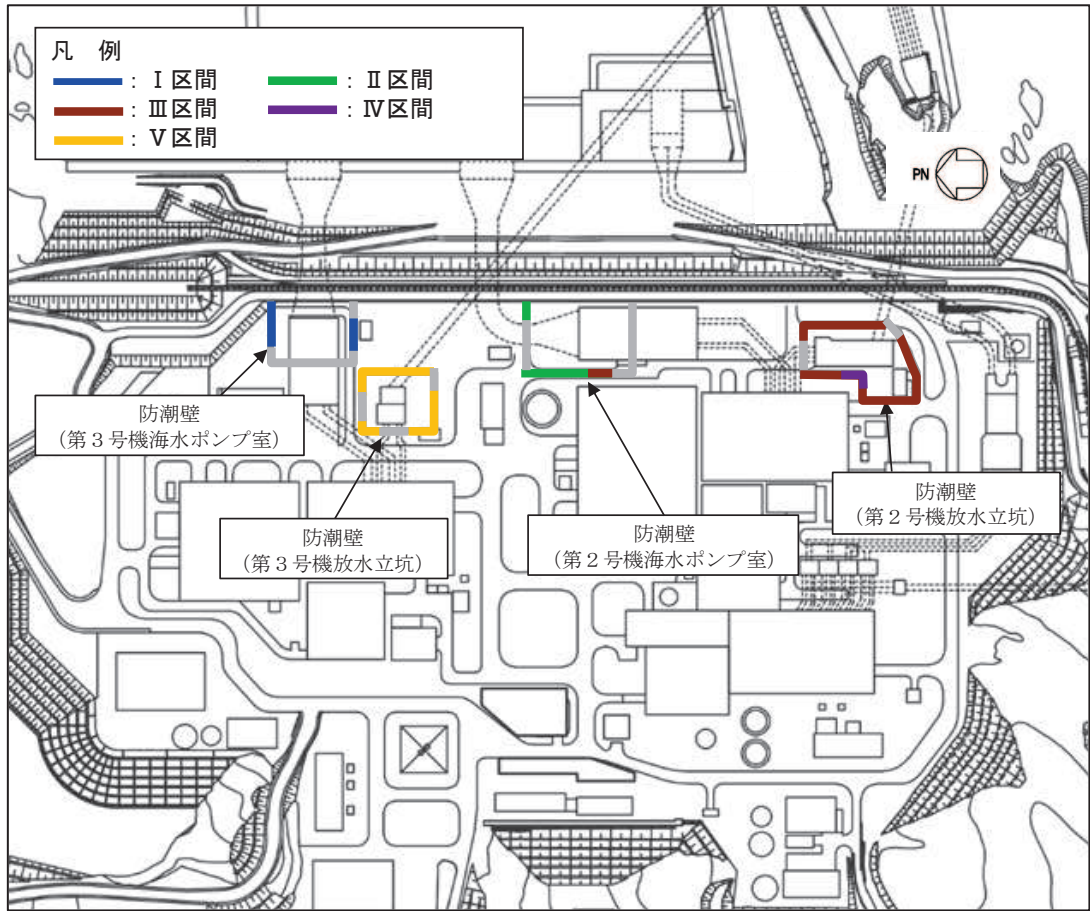 凡 例
: Ⅰ区間
: Ⅱ区間
: Ⅲ区間
: Ⅳ区間
: Ⅴ区間
PN
防潮壁
(第3号機海水ポンプ室)
防潮壁
(第3号機放水立坑)
防潮壁
(第2号機海水ポンプ室)
防潮壁
(第2号機放水立坑)